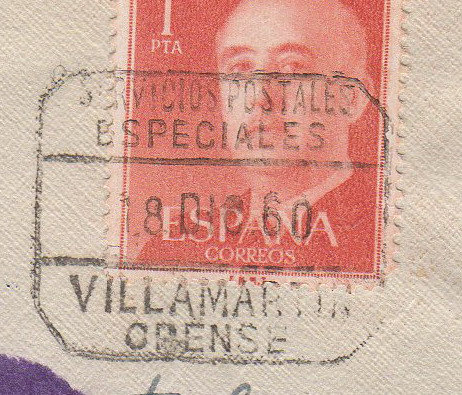 1
PTA
SERVICIOS POSTALES
ESPECIALES
18 DIC 60
ESPAÑA
CORREOS
VILLAMARTIN
ORENSE